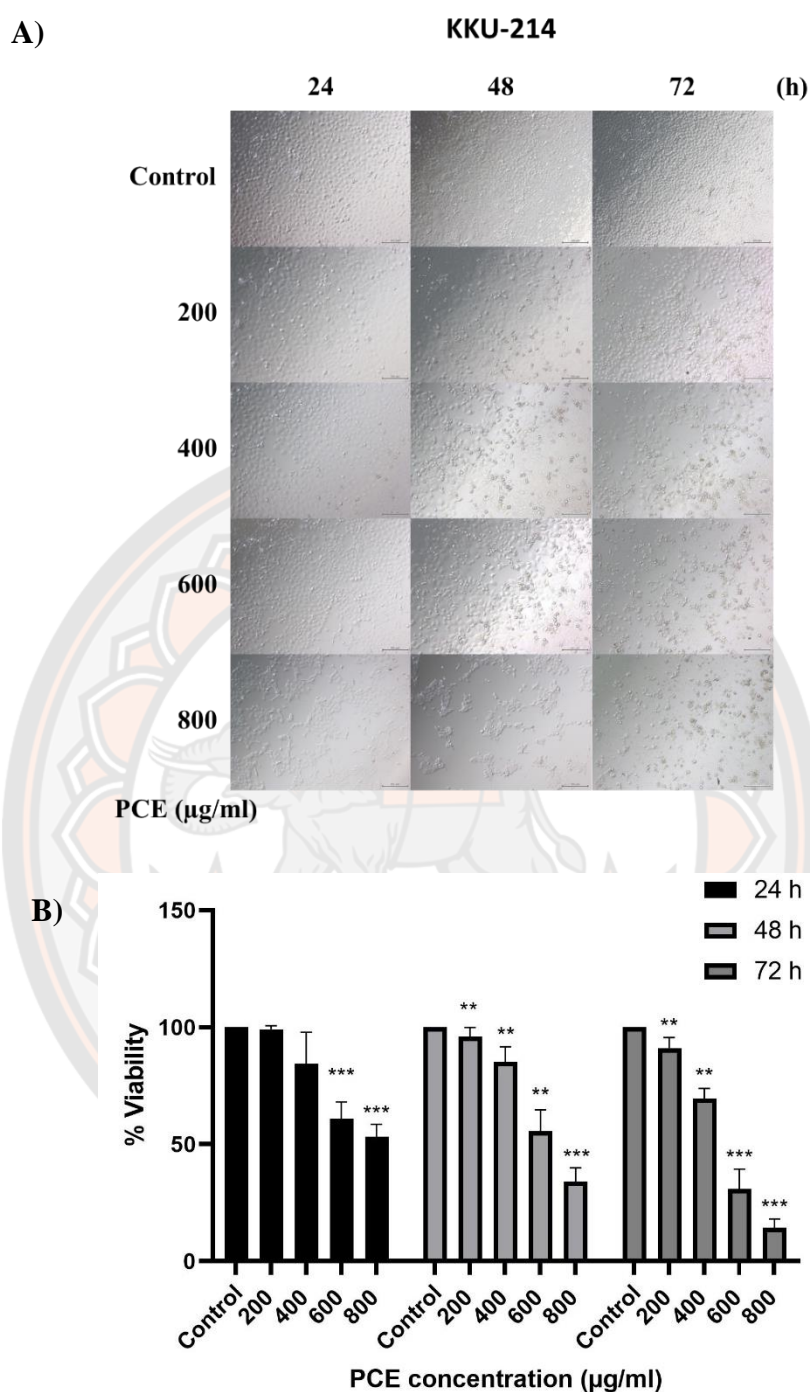 A)
KKU-214
24 48 72 (h)
Control
200
400
600
800
PCE (µg/ml)
B)
24 h
48 h
72 h
% Viability
150
100
50
0
*** *** ** ** ** *** ** ** *** ***
Control 200 400 600 800 Control 200 400 600 800 Control 200 400 600 800
PCE concentration (µg/ml)